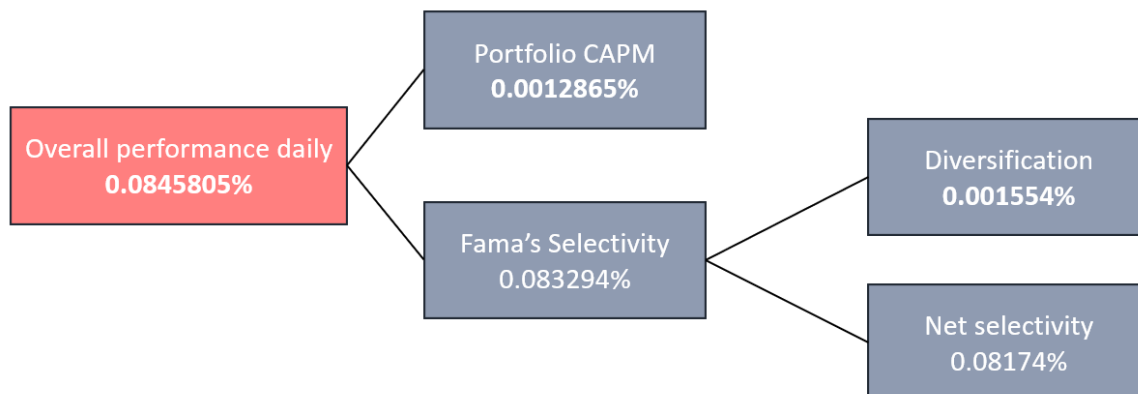 Portfolio CAPM
0.0012865%
Overall performance daily
0.0845805%
Diversification
0.001554%
Fama’s Selectivity
0.083294%
Net selectivity
0.08174%